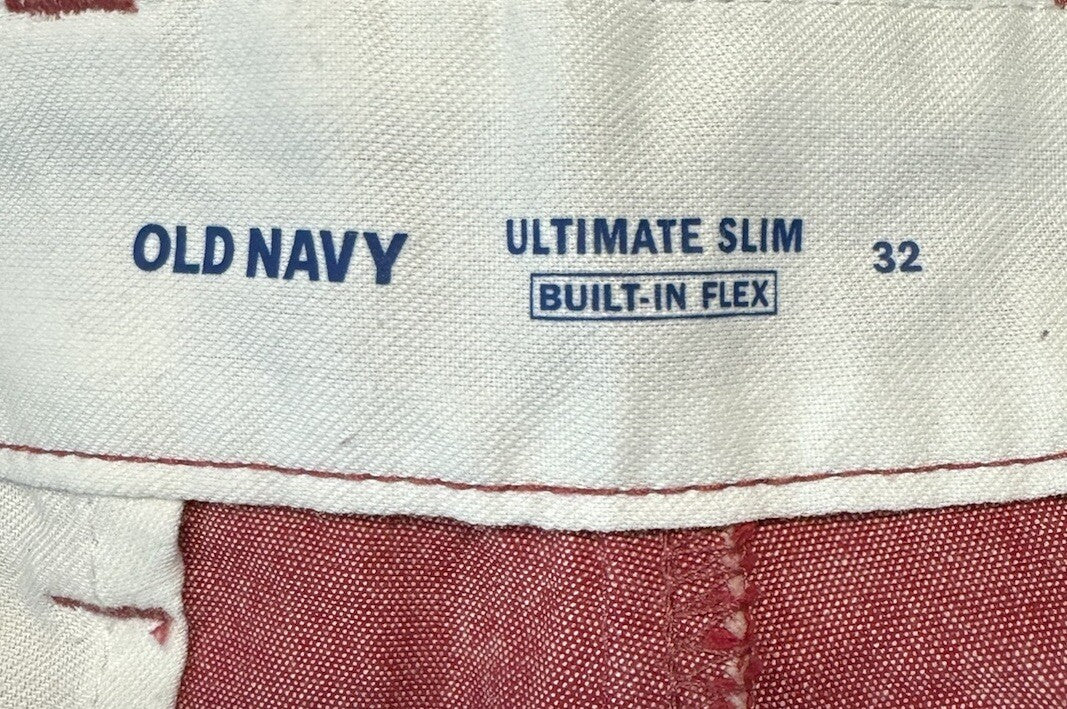 OLD NAVY
ULTIMATE SLIM
BUILT-IN FLEX
32